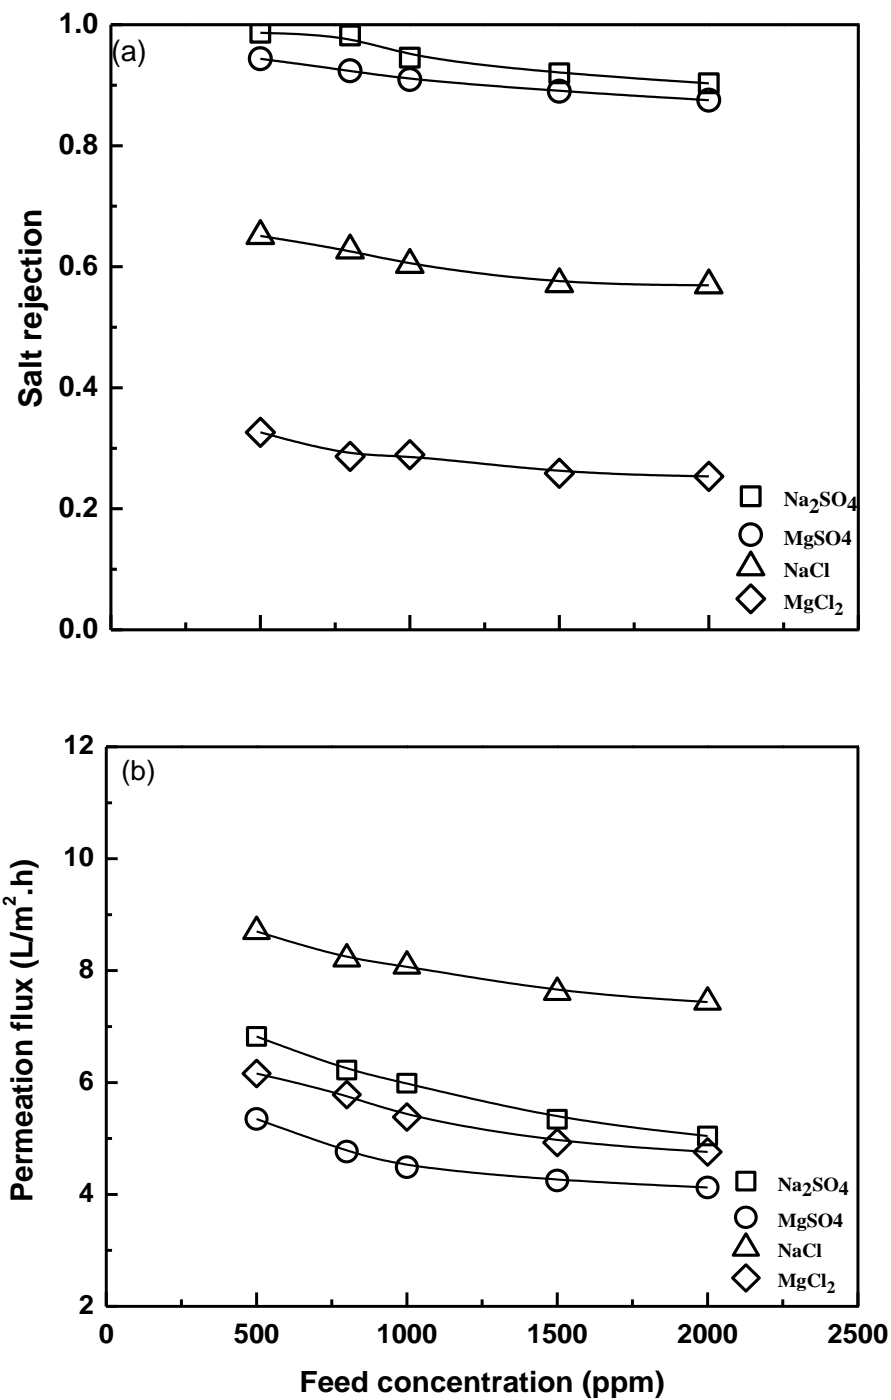 1.0
(a)
0.8
0.6
0.4
0.2
0.0
Salt rejection
Na₂SO₄
MgSO4
NaCl
MgCl₂
12
(b)
10
8
6
4
2
Permeation flux (L/m².h)
Na₂SO₄
MgSO4
NaCl
MgCl₂
0 500 1000 1500 2000 2500
Feed concentration (ppm)